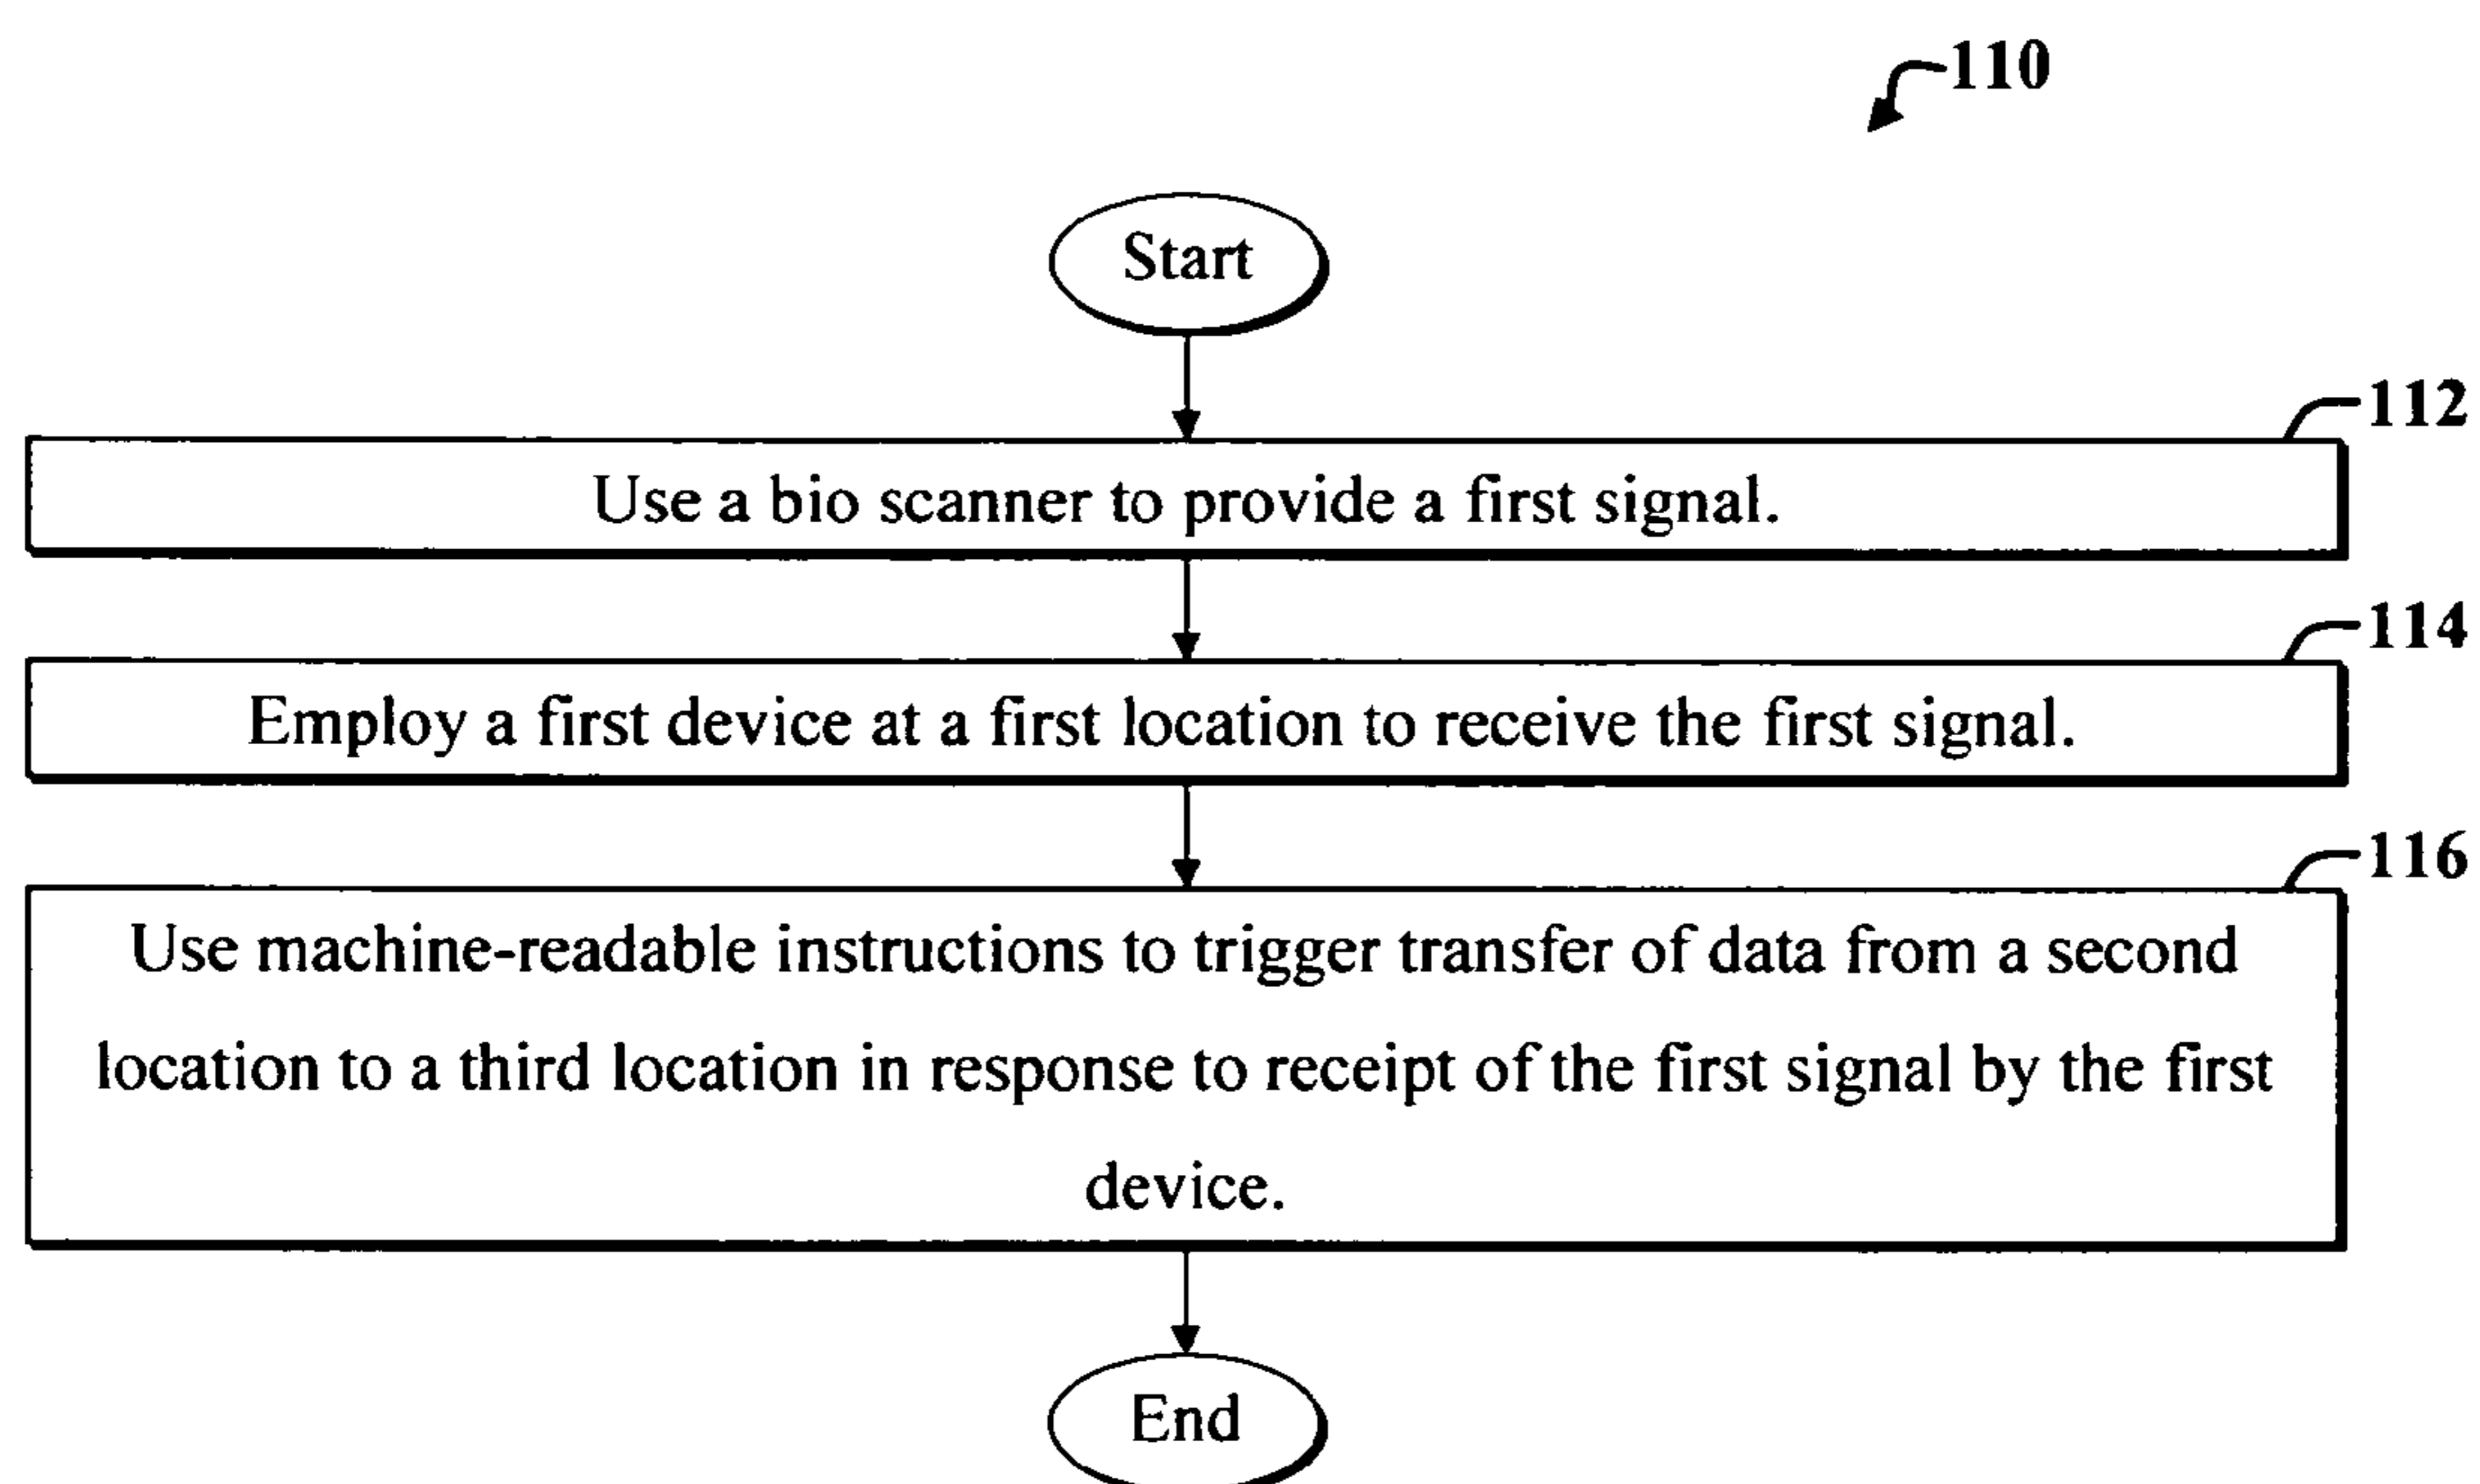 110
Start
112
Use a bio scanner to provide a first signal.
114
Employ a first device at a first location to receive the first signal.
116
Use machine-readable instructions to trigger transfer of data from a second
location to a third location in response to receipt of the first signal by the first
device.
End